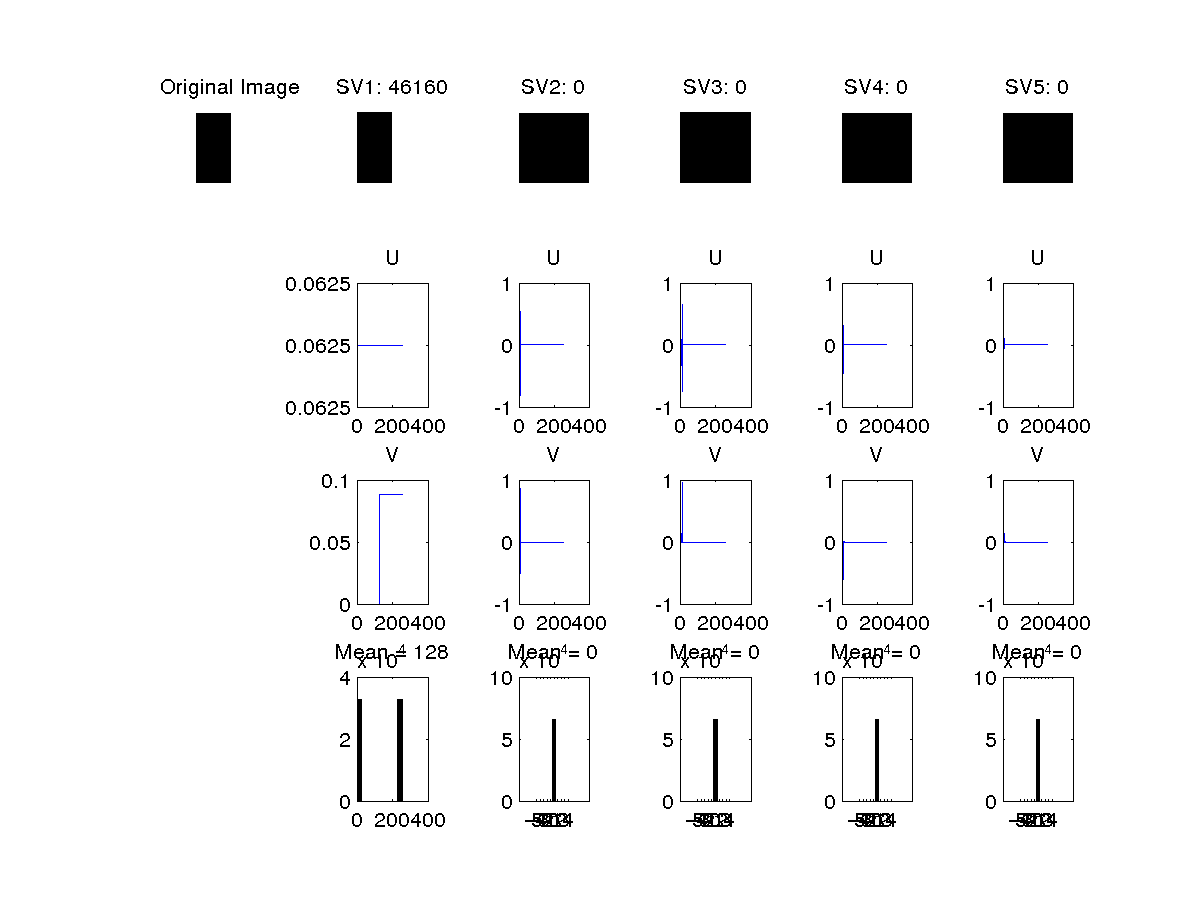 Original Image SV1: 46160 SV2: 0 SV3: 0 SV4: 0 SV5: 0
U U U U U
0.0625 1 1 1 1
0.0625 0 0 0 0
0.0625 -1 -1 -1 -1
0 200400 0 200400 0 200400 0 200400 0 200400
V V V V V
0.1 1 1 1 1
0.05 0 0 0 0
0 -1 -1 -1 -1
0 200400 0 200400 0 200400 0 200400 0 200400
Mean = 128 Mean = 0 Mean = 0 Mean = 0 Mean = 0
x 10 4 x 10 4 x 10 4 x 10 4 x 10 4
4 10 10 10 10
2 5 5 5 5
0 0 0 0 0
0 200400